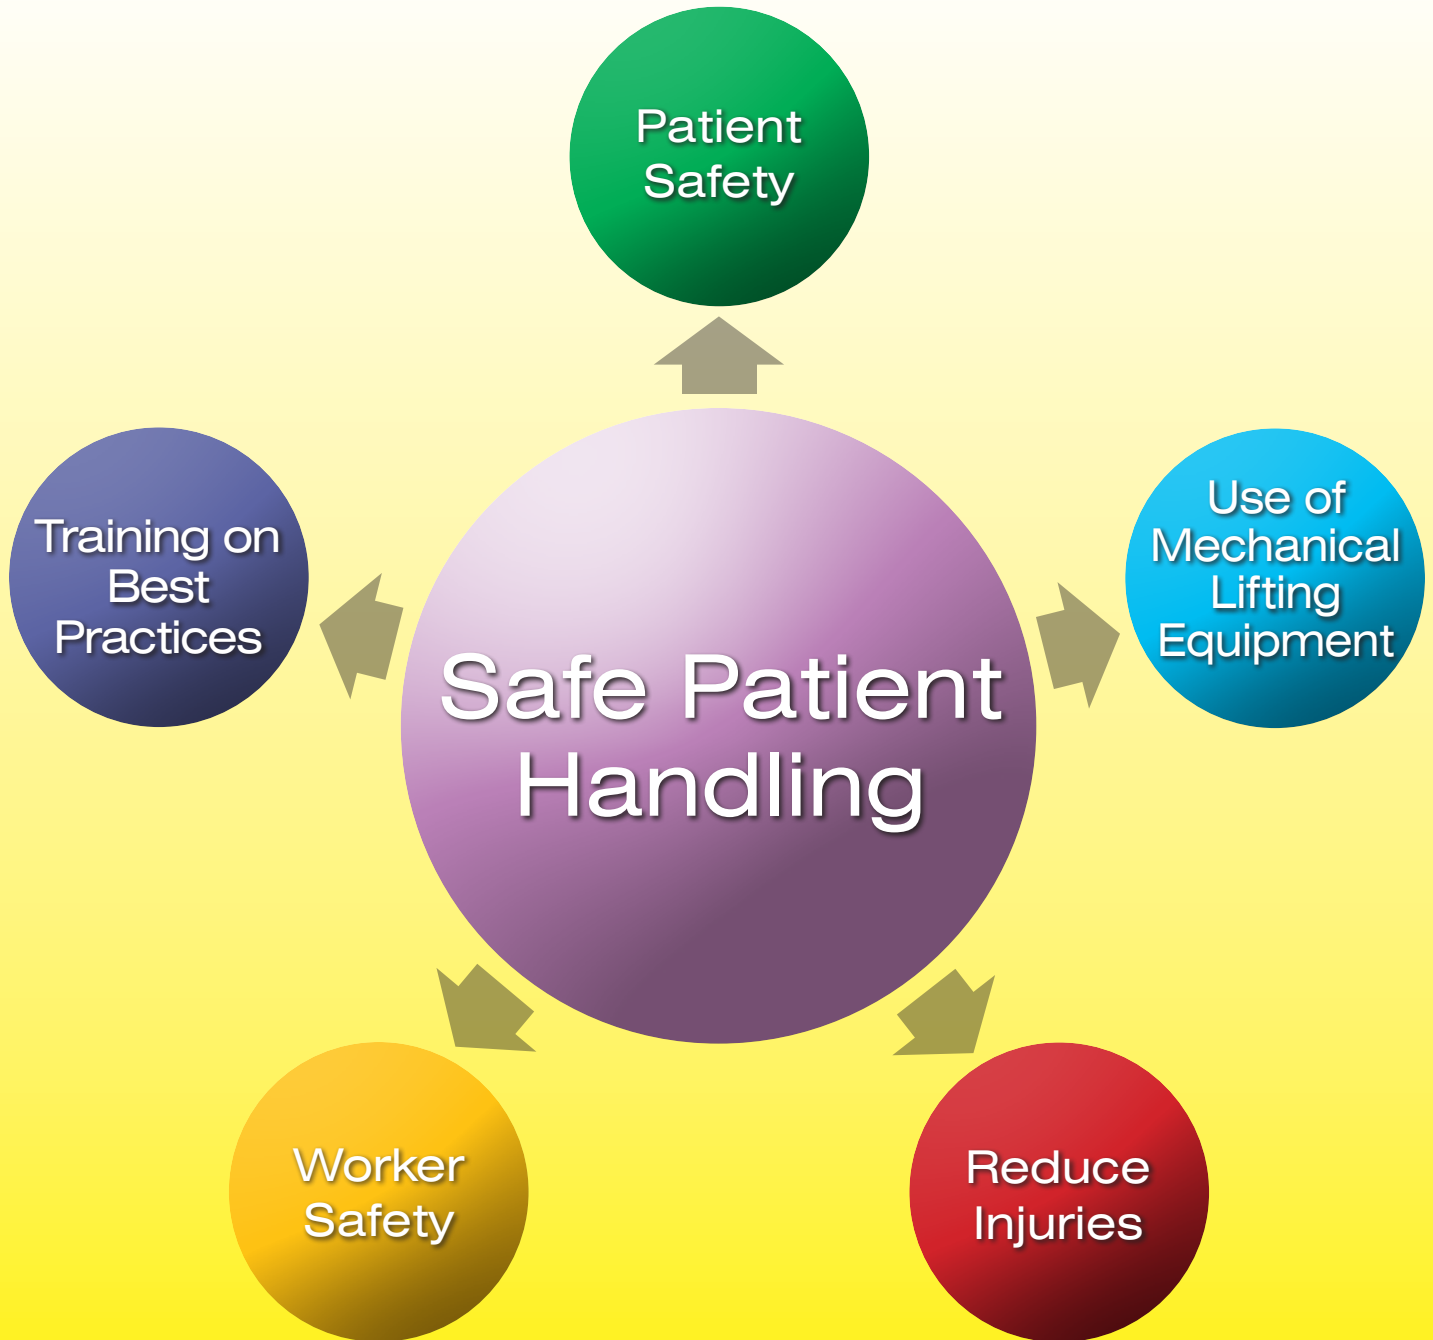 Patient
Safety
Use of
Mechanical
Lifting
Equipment
Training on
Best
Practices
Safe Patient
Handling
Worker
Safety
Reduce
Injuries